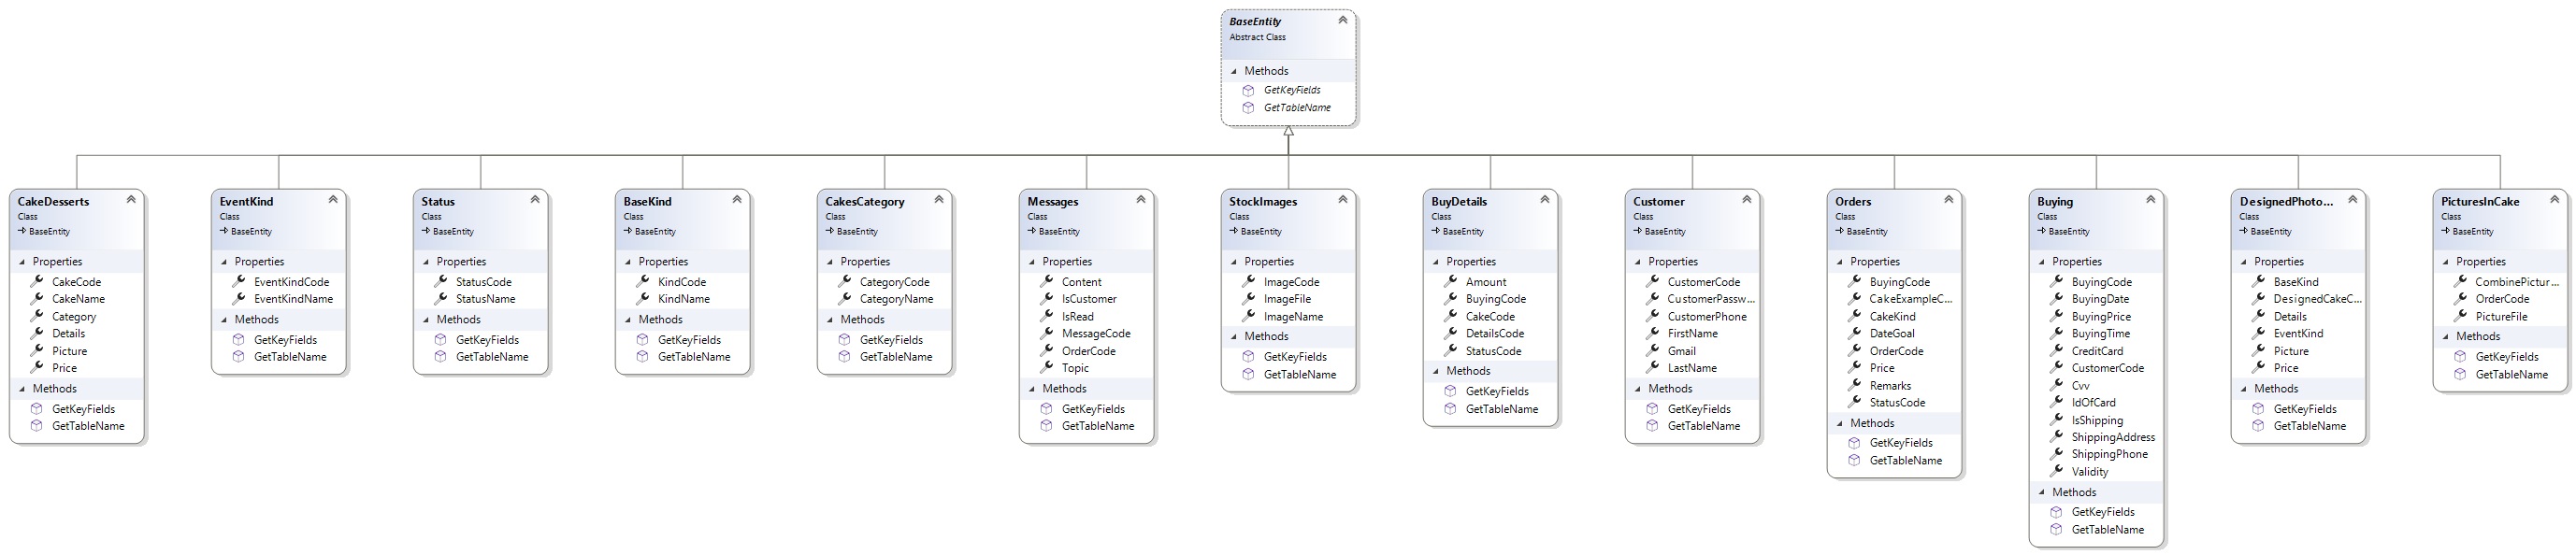 BaseEntity
Abstract Class
Methods
GetKeyFields
GetTableName
CakeDesserts
Class
BaseEntity
Properties
CakeCode
CakeName
Category
Details
Picture
Price
Methods
GetKeyFields
GetTableName
EventKind
Class
BaseEntity
Properties
EventKindCode
EventKindName
Methods
GetKeyFields
GetTableName
Status
Class
BaseEntity
Properties
StatusCode
StatusName
Methods
GetKeyFields
GetTableName
BaseKind
Class
BaseEntity
Properties
KindCode
KindName
Methods
GetKeyFields
GetTableName
CakesCategory
Class
BaseEntity
Properties
CategoryCode
CategoryName
Methods
GetKeyFields
GetTableName
Messages
Class
BaseEntity
Properties
Content
IsCustomer
IsRead
MessageCode
OrderCode
Topic
Methods
GetKeyFields
GetTableName
StockImages
Class
BaseEntity
Properties
ImageCode
ImageFile
ImageName
Methods
GetKeyFields
GetTableName
BuyDetails
Class
BaseEntity
Properties
Amount
BuyingCode
CakeCode
DetailsCode
StatusCode
Methods
GetKeyFields
GetTableName
Customer
Class
BaseEntity
Properties
CustomerCode
CustomerPassw...
CustomerPhone
FirstName
Gmail
LastName
Methods
GetKeyFields
GetTableName
Orders
Class
BaseEntity
Properties
BuyingCode
CakeExampleC...
CakeKind
DateGoal
OrderCode
Price
Remarks
StatusCode
Methods
GetKeyFields
GetTableName
Buying
Class
BaseEntity
Properties
BuyingCode
BuyingDate
BuyingPrice
BuyingTime
CreditCard
CustomerCode
Cvv
IdOfCard
IsShipping
ShippingAddress
ShippingPhone
Validity
Methods
GetKeyFields
GetTableName
DesignedPhoto...
Class
BaseEntity
Properties
BaseKind
DesignedCakeC...
Details
EventKind
Picture
Price
Methods
GetKeyFields
GetTableName
PicturesInCake
Class
BaseEntity
Properties
CombinePictur...
OrderCode
PictureFile
Methods
GetKeyFields
GetTableName